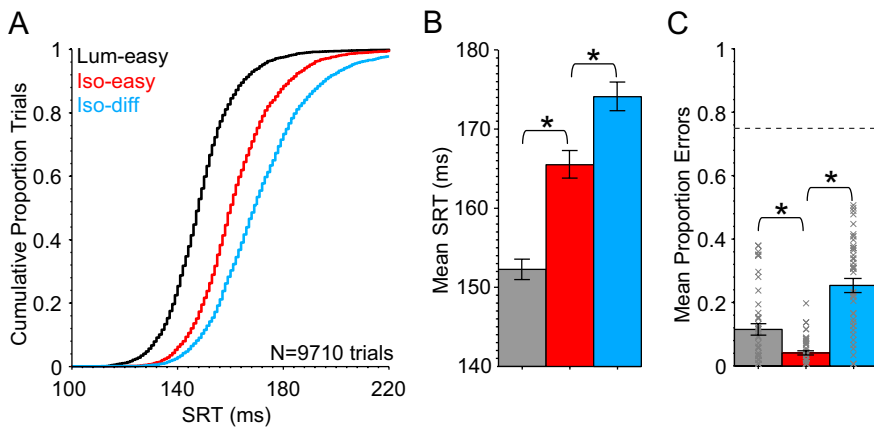 A
Cumulative Proportion Trials
1
0.8
0.6
0.4
0.2
0
Lum-easy
Iso-easy
Iso-diff
N=9710 trials
100
140
180
220
SRT (ms)
B
Mean SRT (ms)
180
170
160
150
140
*
*
C
Mean Proportion Errors
1
0.8
0.6
0.4
0.2
0
*
*